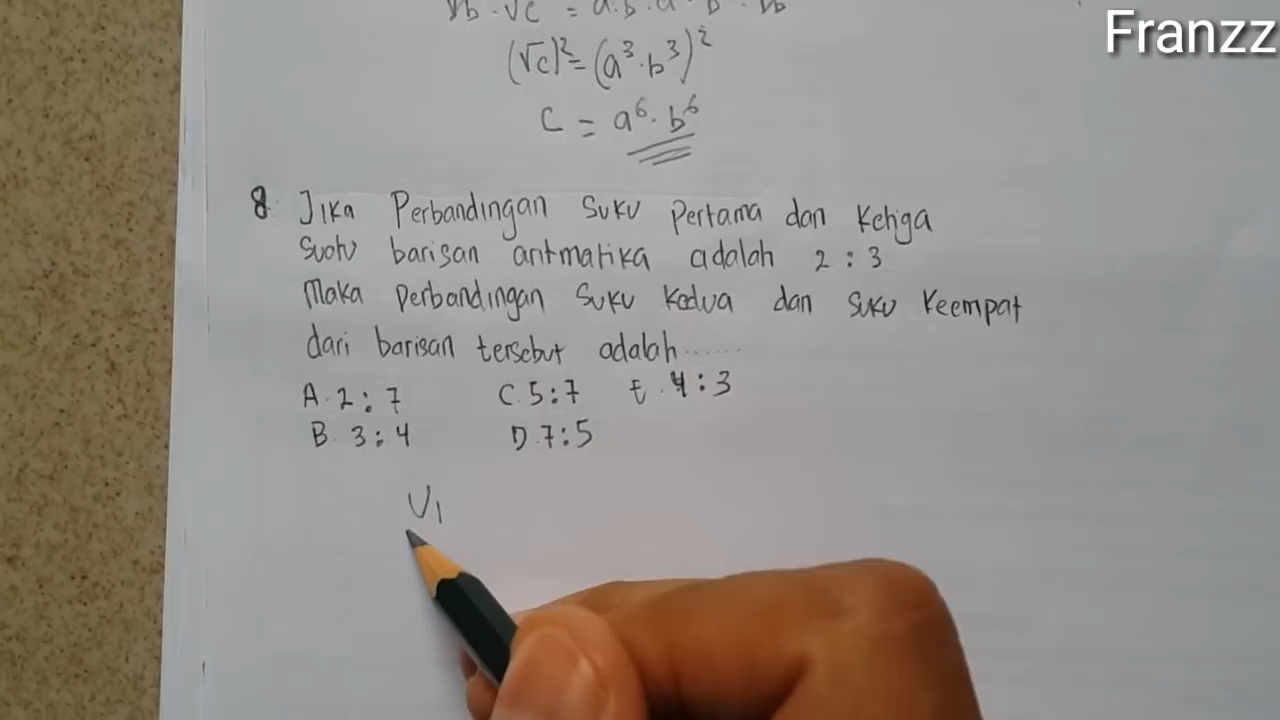 Franzz
√b · √c = a · b · a · b · √b
(√c)² = (a³ · b³)²
C = a⁶ · b⁶
8. Jika Perbandingan Suku Pertama dan Ketiga
Suatu barisan aritmatika adalah 2 : 3
Maka Perbandingan Suku Kedua dan Suku Keempat
dari barisan tersebut adalah......
A. 2 : 7 C. 5 : 7 E. 4 : 3
B. 3 : 4 D. 7 : 5
U₁